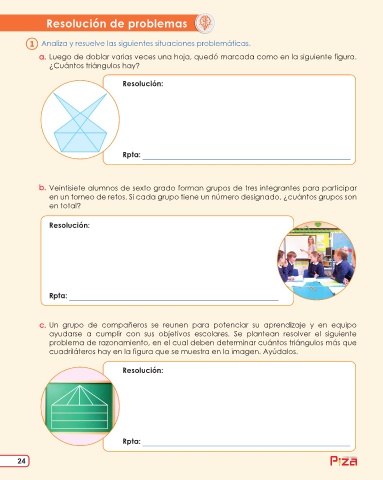 Resolución de problemas
1 Analiza y resuelve las siguientes situaciones problemáticas.
a. Luego de doblar varias veces una hoja, quedó marcada como en la siguiente figura.
¿Cuántos triángulos hay?
Resolución:
Rpta:
b. Veintisiete alumnos de sexto grado forman grupos de tres integrantes para participar
en un torneo de retos. Si cada grupo tiene un número designado, ¿cuántos grupos son
en total?
Resolución:
Rpta:
c. Un grupo de compañeros se reunen para potenciar su aprendizaje y en equipo
ayudarse a cumplir con sus objetivos escolares. Se plantean resolver el siguiente
problema de razonamiento, en el cual deben determinar cuántos triángulos más que
cuadriláteros hay en la figura que se muestra en la imagen. Ayúdalos.
Resolución:
Rpta:
24